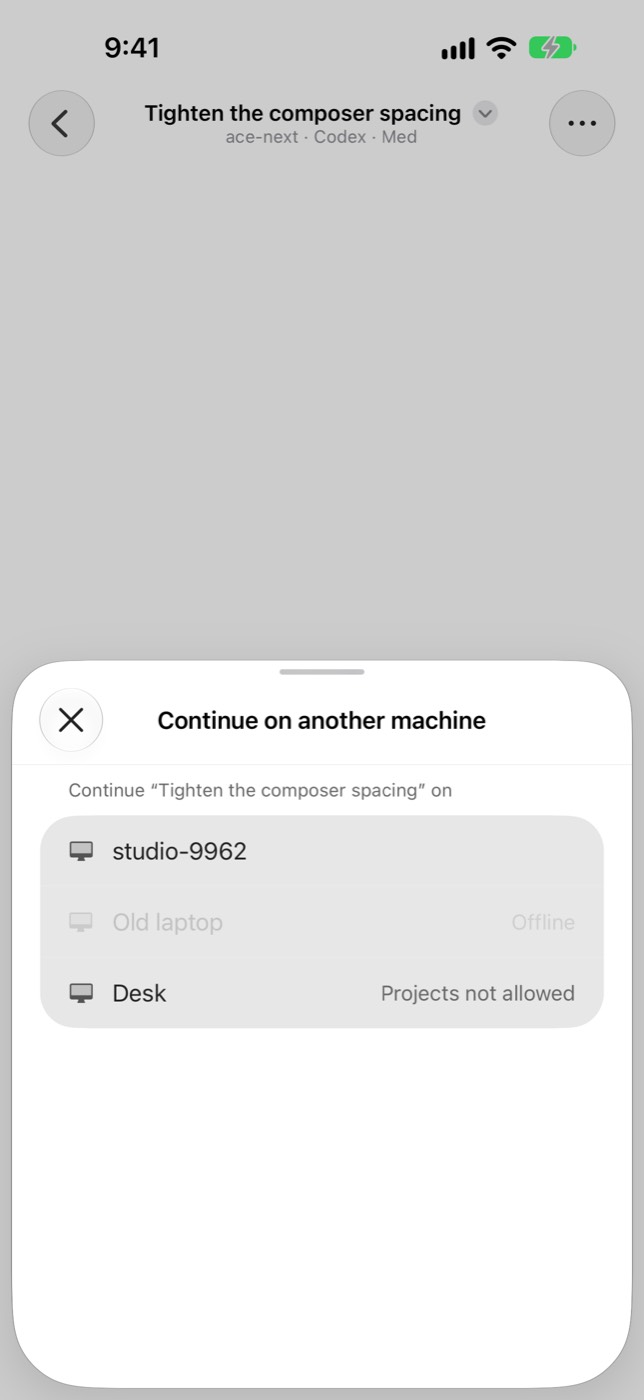 9:41
Tighten the composer spacing
ace-next · Codex · Med
Continue on another machine
Continue “Tighten the composer spacing” on
studio-9962
Old laptop Offline
Desk Projects not allowed